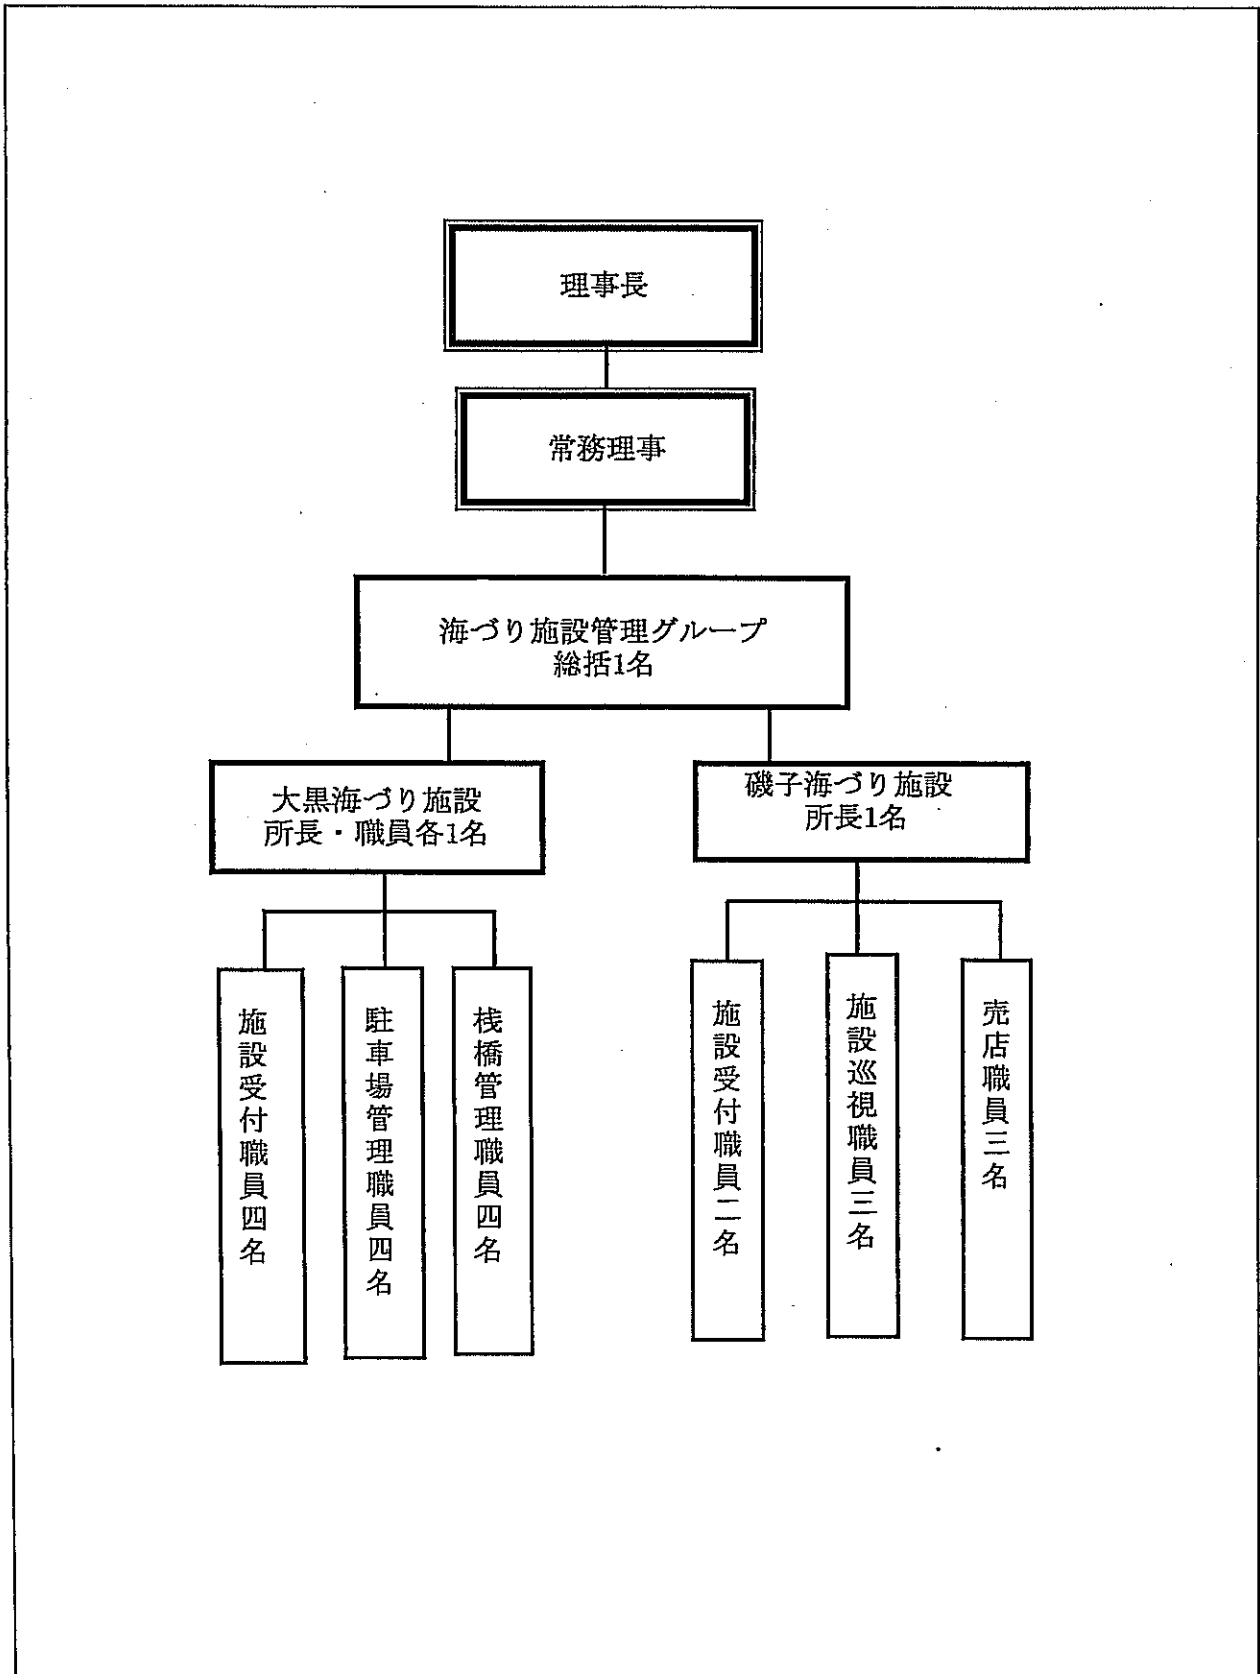 理事長
常務理事
海づり施設管理グループ
総括1名
大黒海づり施設
所長・職員各1名
磯子海づり施設
所長1名
施設受付職員四名
駐車場管理職員四名
桟橋管理職員四名
施設受付職員二名
施設巡視職員三名
売店職員三名